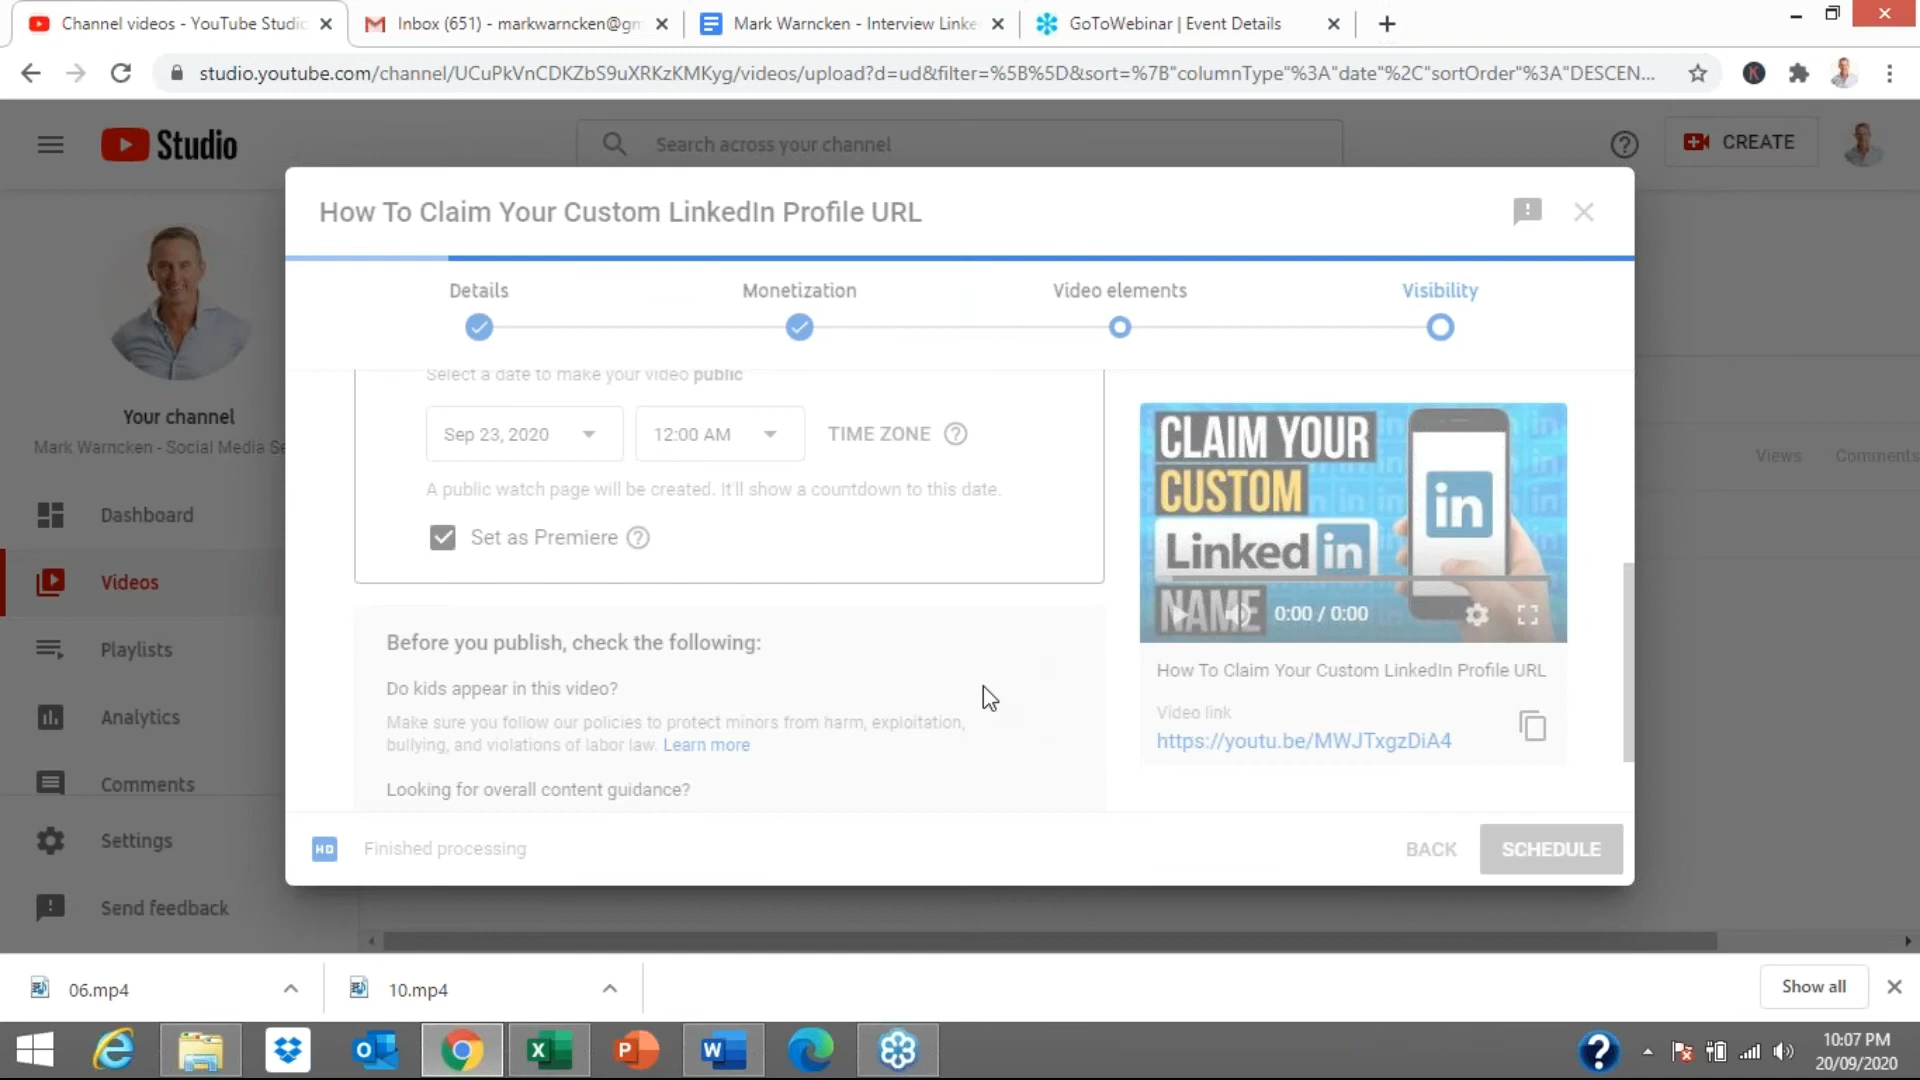 Channel videos - YouTube Studio
Inbox (651) - markwarncken@gm
Mark Warncken - Interview Linke
GoToWebinar | Event Details
studio.youtube.com/channel/UCuPkVnCDKZbS9uXRKzKMKyg/videos/upload?d=ud&filter=%5B%5D&sort=%7B"columnType"%3A"date"%2C"sortOrder"%3A"DESCEN...
K
Studio
Search across your channel
CREATE
How To Claim Your Custom LinkedIn Profile URL
Details
Monetization
Video elements
Visibility
Your channel
Mark Warncken - Social Media Se
Dashboard
Videos
Playlists
Analytics
Comments
Settings
Send feedback
Select a date to make your video public
Sep 23, 2020
12:00 AM
TIME ZONE
A public watch page will be created. It'll show a countdown to this date.
Set as Premiere
Before you publish, check the following:
Do kids appear in this video?
Make sure you follow our policies to protect minors from harm, exploitation,
bullying, and violations of labor law. Learn more
Looking for overall content guidance?
CLAIM YOUR
CUSTOM
Linked in
NAME
in
0:00 / 0:00
How To Claim Your Custom LinkedIn Profile URL
Video link
https://youtu.be/MWJTxgzDiA4
Views
Comments
HD
Finished processing
BACK
SCHEDULE
06.mp4
10.mp4
Show all
10:07 PM
20/09/2020